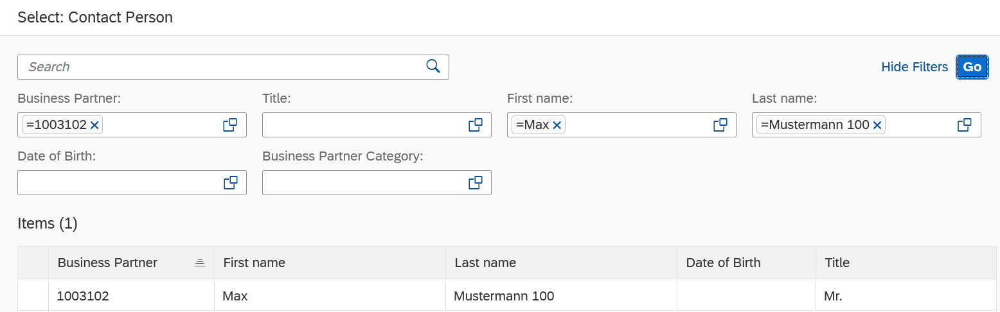 Select: Contact Person
Search
Hide Filters Go
Business Partner: Title: First name: Last name:
=1003102 =Max =Mustermann 100
Date of Birth: Business Partner Category:
Items (1)
Business Partner First name Last name Date of Birth Title
1003102 Max Mustermann 100 Mr.